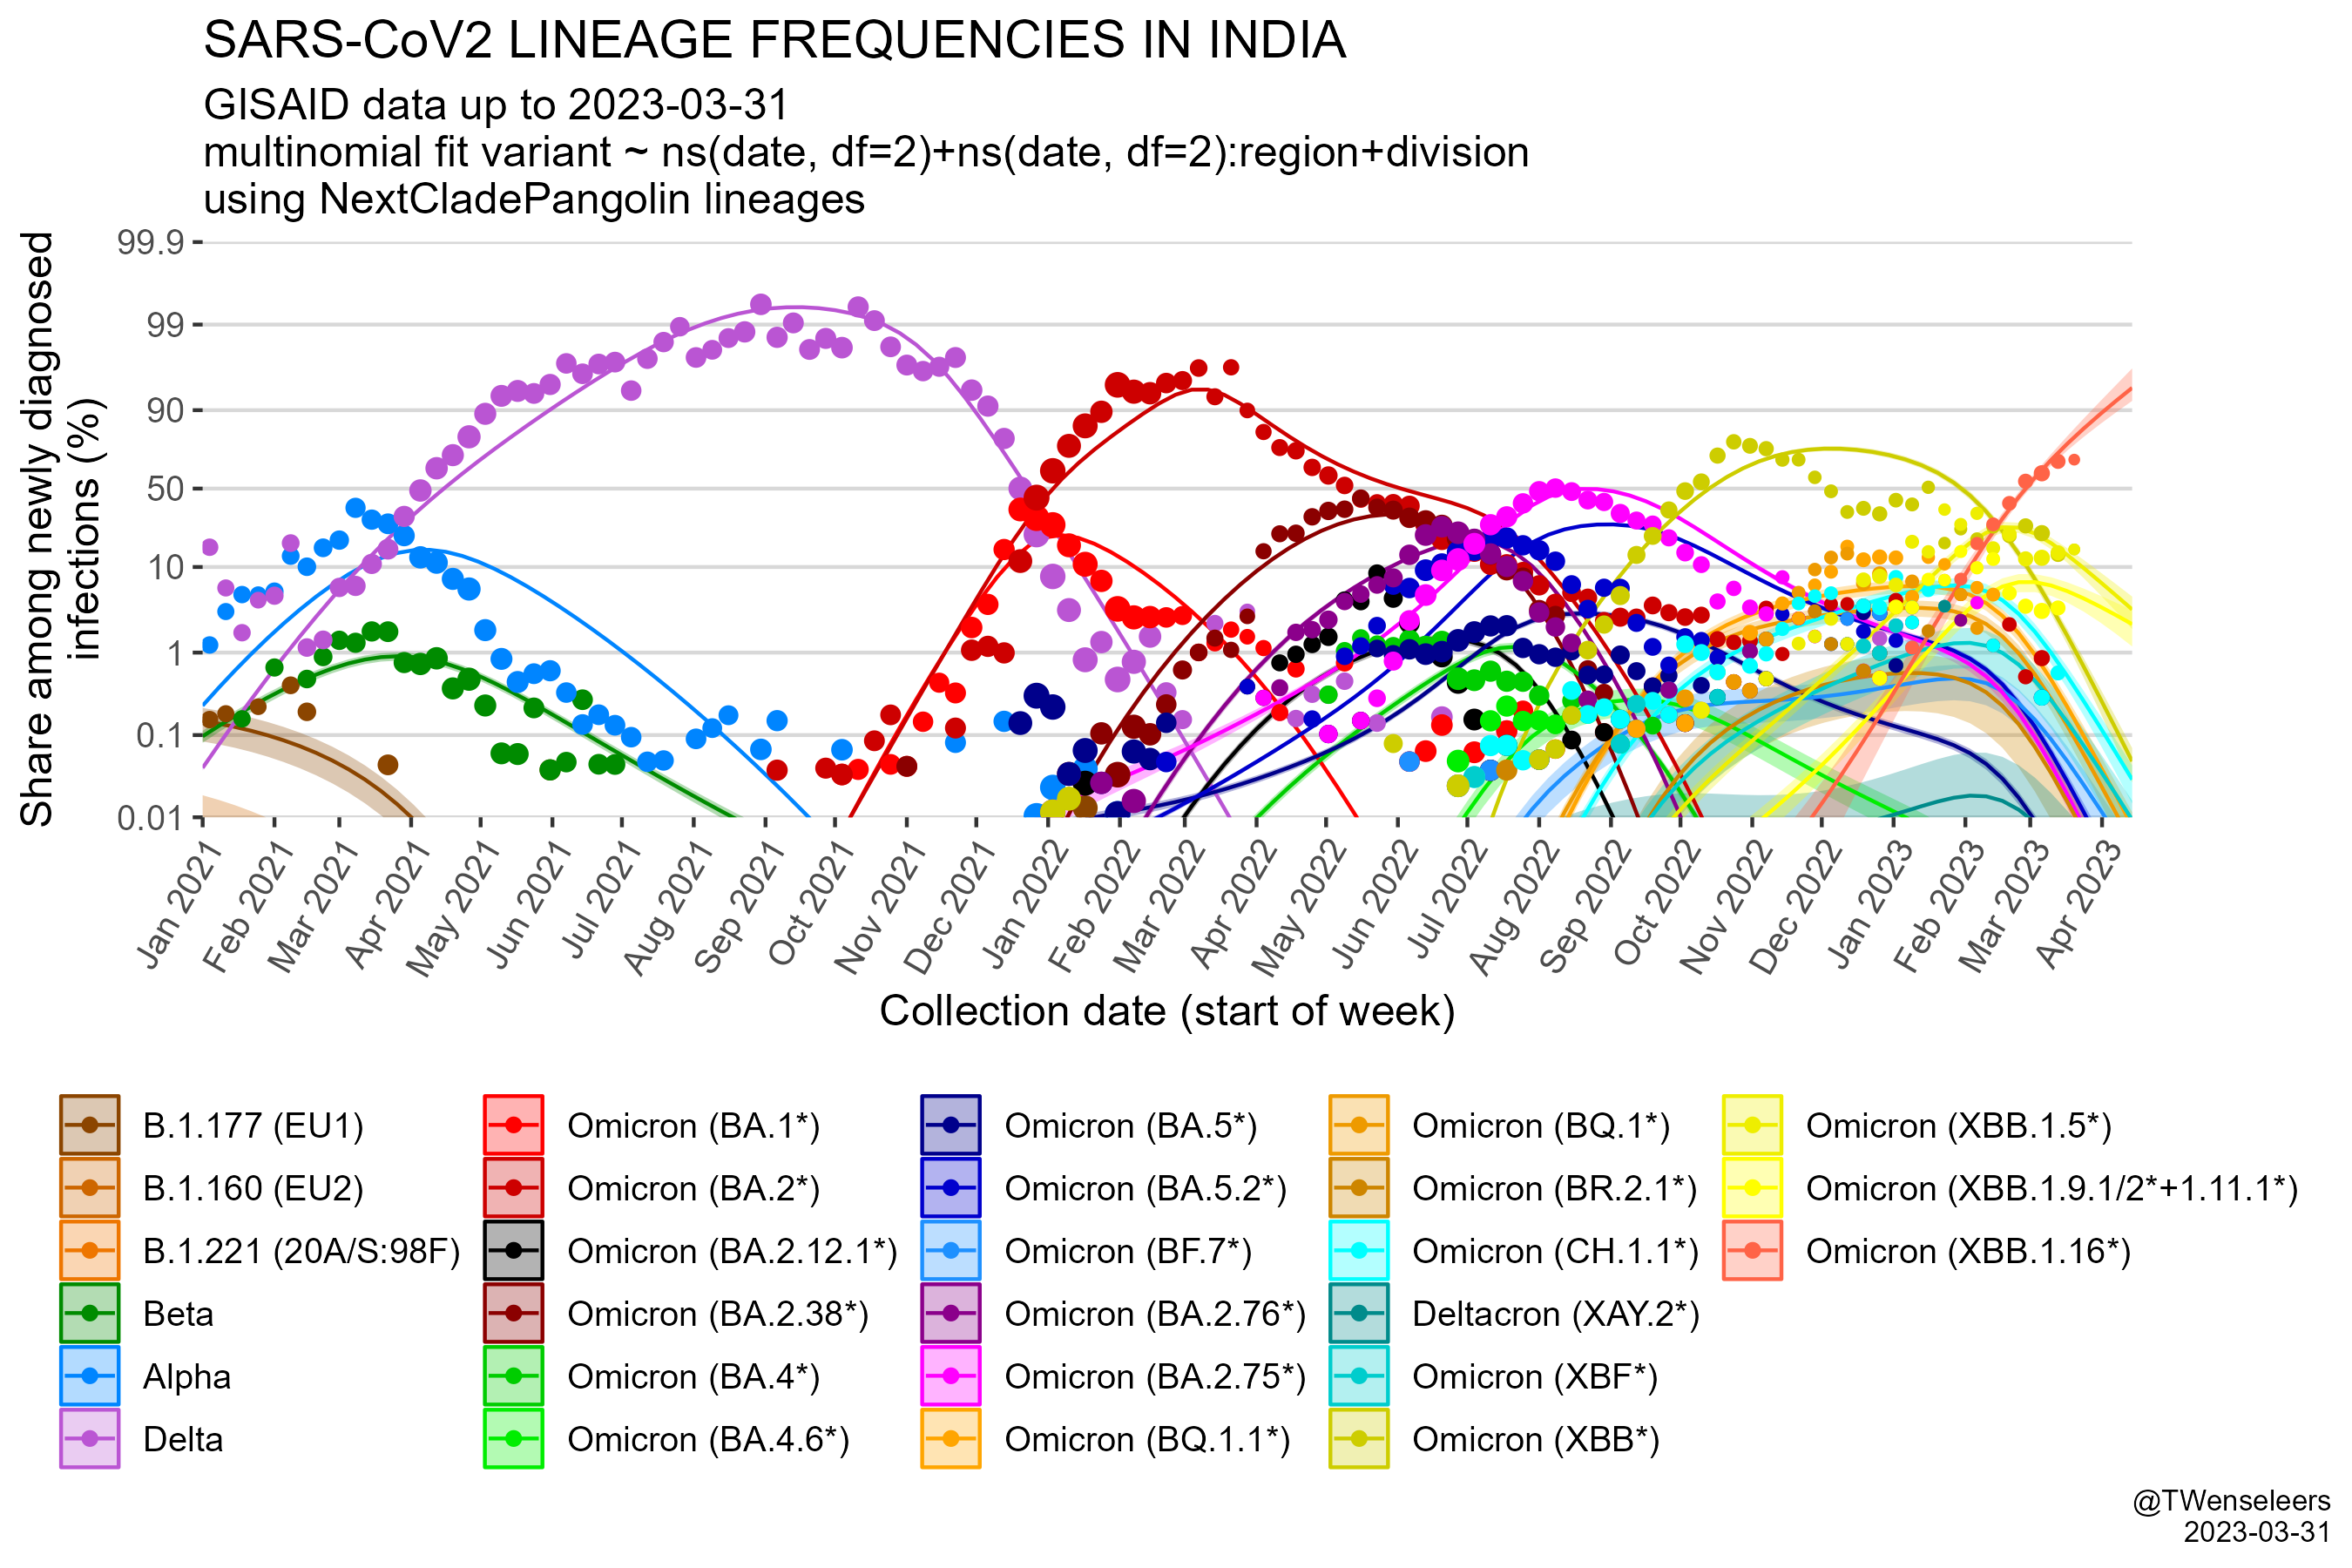 SARS-CoV2 LINEAGE FREQUENCIES IN INDIA
GISAID data up to 2023-03-31
multinomial fit variant ~ ns(date, df=2)+ns(date, df=2):region+division
using NextCladePangolin lineages
Share among newly diagnosed
infections (%)
99.9
99
90
50
10
1
0.1
0.01
Jan 2021
Feb 2021
Mar 2021
Apr 2021
May 2021
Jun 2021
Jul 2021
Aug 2021
Sep 2021
Oct 2021
Nov 2021
Dec 2021
Jan 2022
Feb 2022
Mar 2022
Apr 2022
May 2022
Jun 2022
Jul 2022
Aug 2022
Sep 2022
Oct 2022
Nov 2022
Dec 2022
Jan 2023
Feb 2023
Mar 2023
Apr 2023
Collection date (start of week)
B.1.177 (EU1)
B.1.160 (EU2)
B.1.221 (20A/S:98F)
Beta
Alpha
Delta
Omicron (BA.1*)
Omicron (BA.2*)
Omicron (BA.2.12.1*)
Omicron (BA.2.38*)
Omicron (BA.4*)
Omicron (BA.4.6*)
Omicron (BA.5*)
Omicron (BA.5.2*)
Omicron (BF.7*)
Omicron (BA.2.76*)
Omicron (BA.2.75*)
Omicron (BQ.1.1*)
Omicron (BQ.1*)
Omicron (BR.2.1*)
Omicron (CH.1.1*)
Deltacron (XAY.2*)
Omicron (XBF*)
Omicron (XBB*)
Omicron (XBB.1.5*)
Omicron (XBB.1.9.1/2*+1.11.1*)
Omicron (XBB.1.16*)
@TWenseleers
2023-03-31